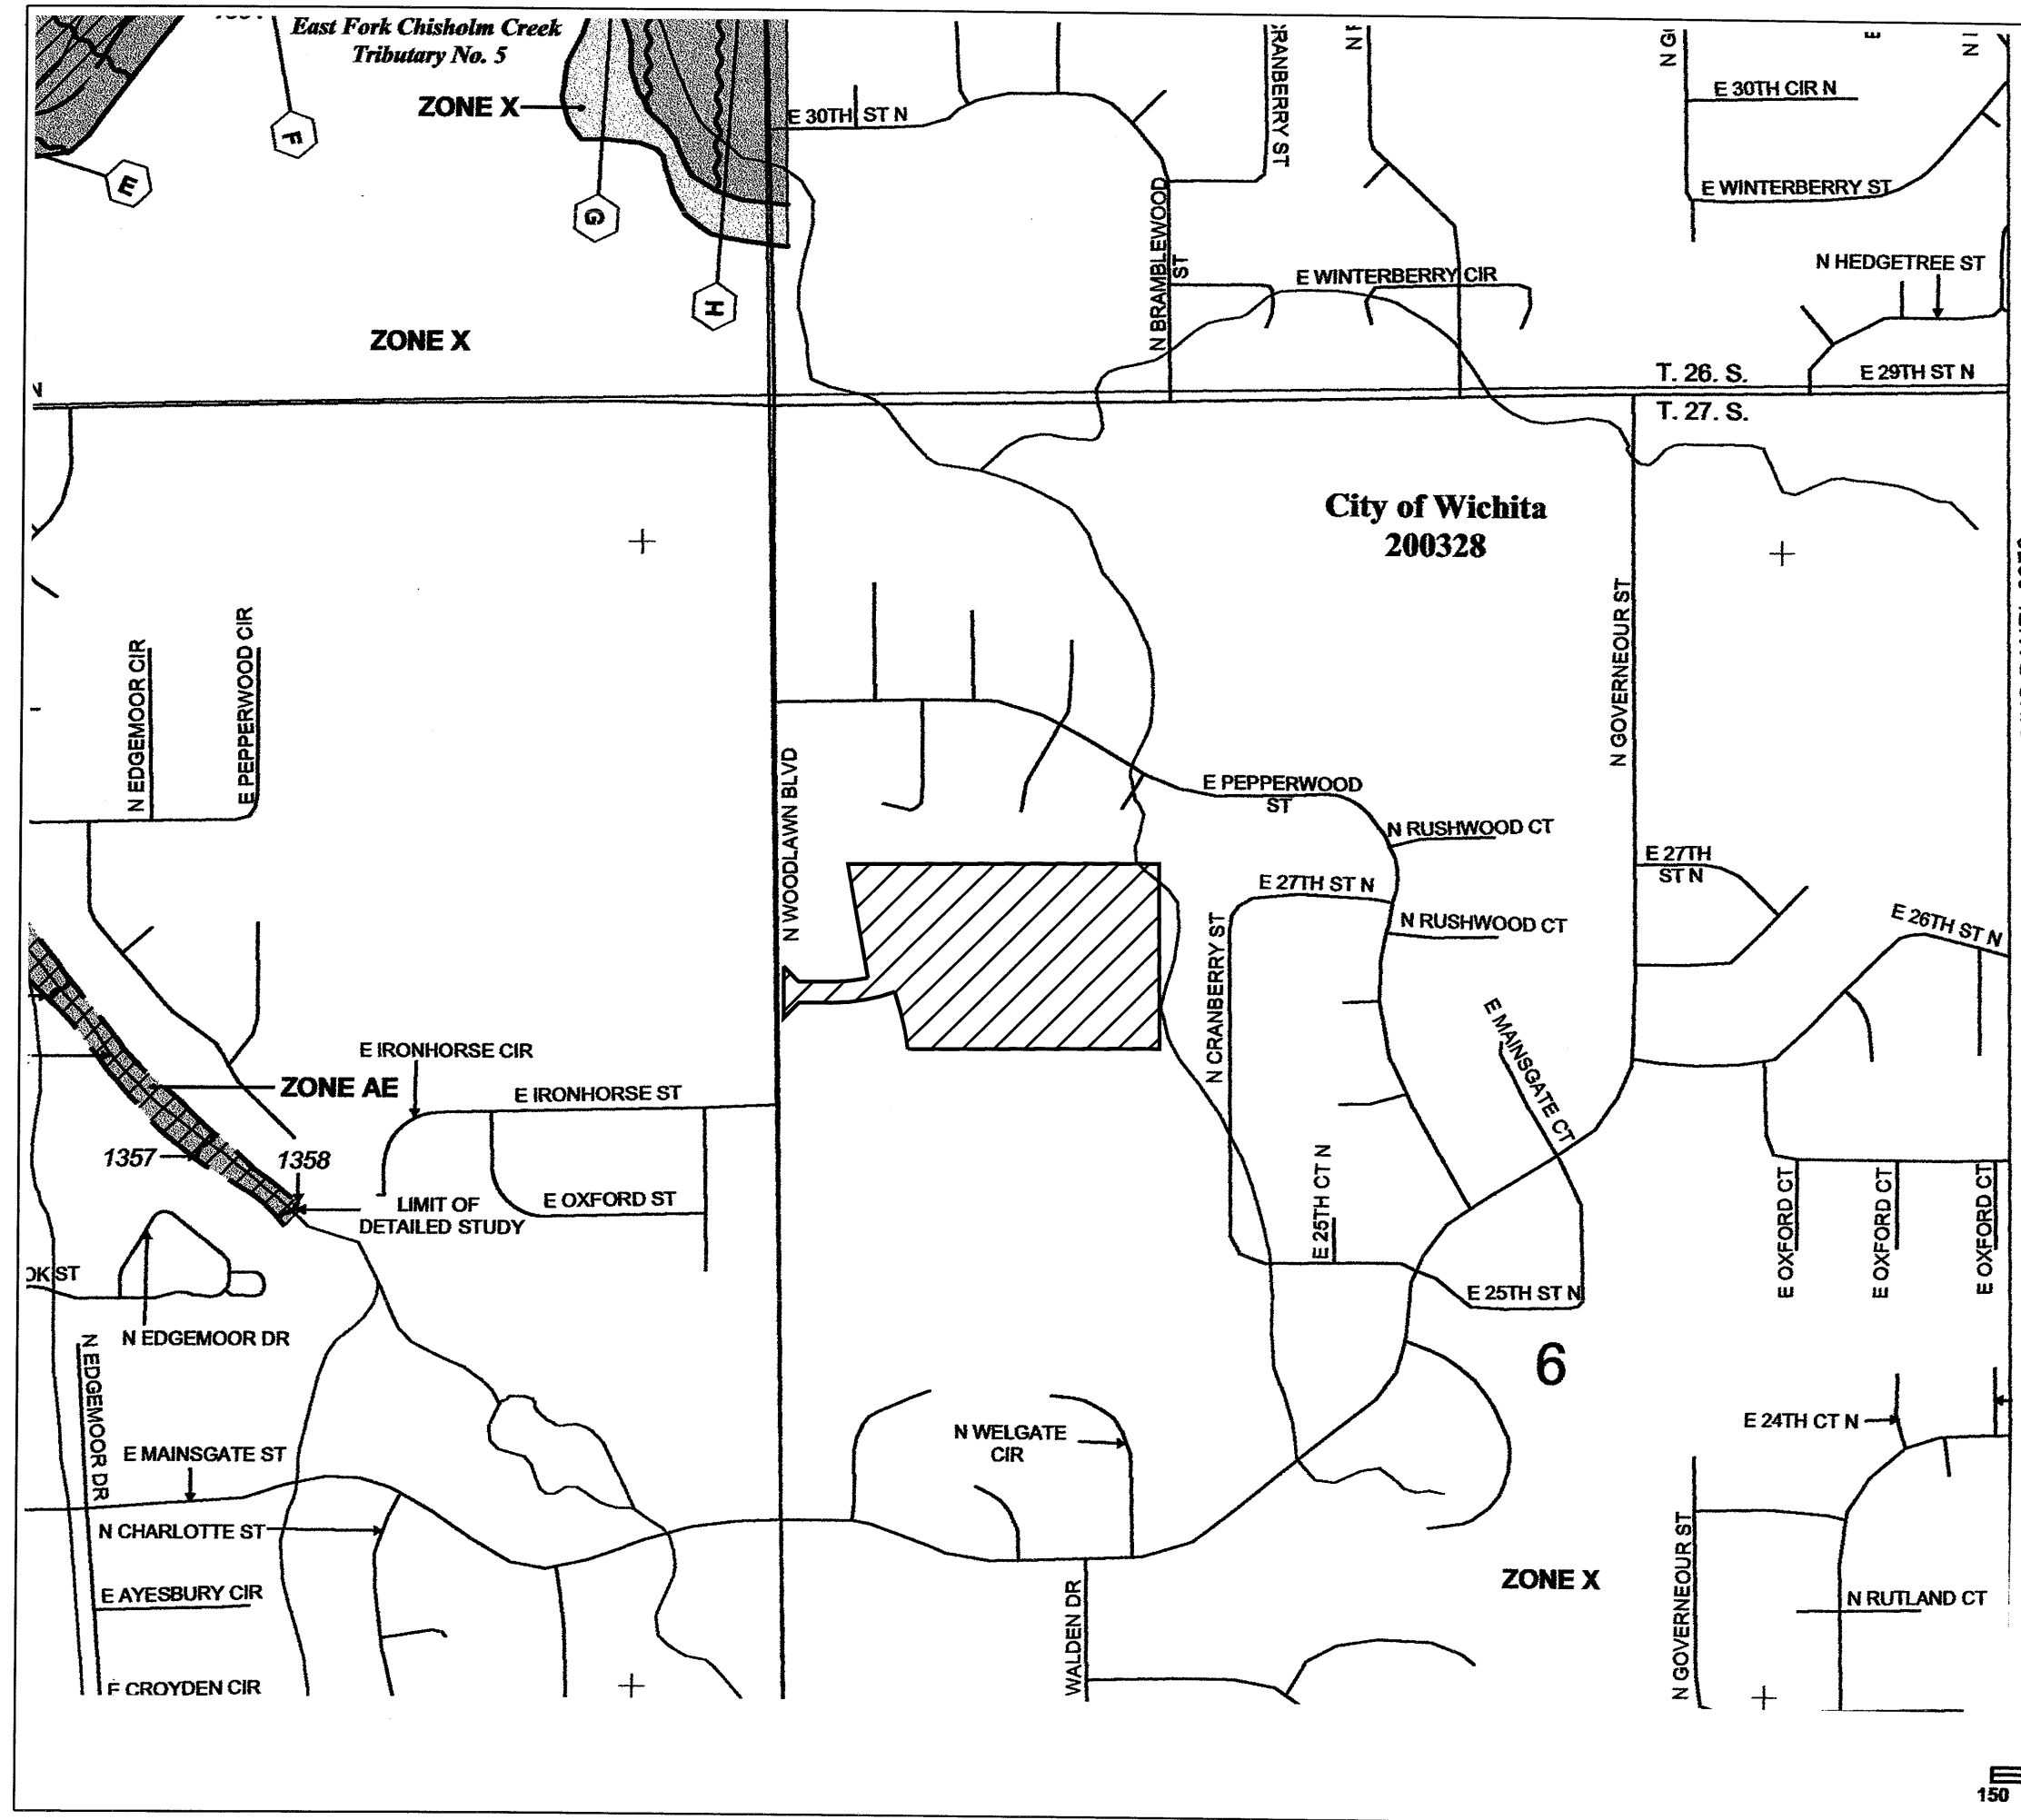 East Fork Chisholm Creek
Tributary No. 5
ZONE X
F
E
G
H
ZONE X
E 30TH ST N
N BRAMBLEWOOD
ST
E WINTERBERRY CIR
E 30TH CIR N
E WINTERBERRY ST
N HEDGETREE ST
T. 26. S.
E 29TH ST N
T. 27. S.
City of Wichita
200328
N GOVERNEOUR ST
N EDGEMOOR CIR
E PEPPERWOOD CIR
N WOODLAWN BLVD
E PEPPERWOOD
ST
N RUSHWOOD CT
E 27TH ST N
N RUSHWOOD CT
N CRANBERRY ST
E 27TH
ST N
E 26TH ST N
E MAINSGATE CT
E IRONHORSE CIR
ZONE AE
E IRONHORSE ST
1357
1358
LIMIT OF
DETAILED STUDY
E OXFORD ST
E 25TH CT N
E OXFORD CT
E OXFORD CT
E OXFORD CT
OK ST
E 25TH ST N
N EDGEMOOR DR
N EDGEMOOR DR
6
E 24TH CT N
N WELGATE
CIR
E MAINSGATE ST
N CHARLOTTE ST
E AYESBURY CIR
E CROYDEN CIR
WALDEN DR
ZONE X
N GOVERNEOUR ST
N RUTLAND CT
150